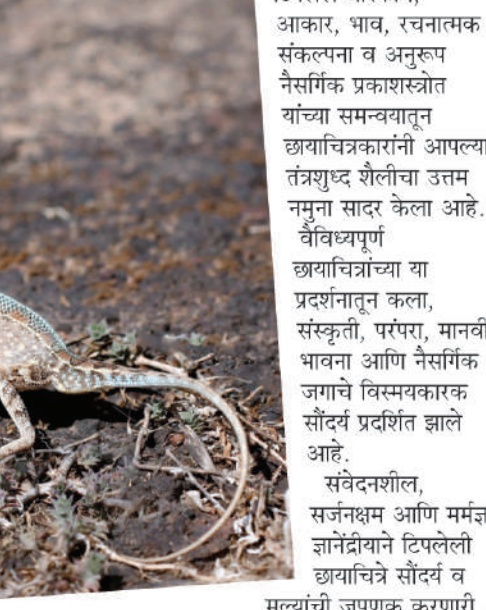 आकार, भाव, रचनात्मक
संकल्पना व अनुरूप
नैसर्गिक प्रकाशस्त्रोत
यांच्या समन्वयातून
छायाचित्रकारांनी आपल्या
तंत्रशुध्द शैलीचा उत्तम
नमुना सादर केला आहे.
वैविध्यपूर्ण
छायाचित्रांच्या या
प्रदर्शनातून कला,
संस्कृती, परंपरा, मानवी
भावना आणि नैसर्गिक
जगाचे विस्मयकारक
सौंदर्य प्रदर्शित झाले
आहे.
संवेदनशील,
सर्जनक्षम आणि मर्मज्ञ
ज्ञानेंद्रीयाने टिपलेली
छायाचित्रे सौंदर्य व
मूल्यांची जपणूक करणारी